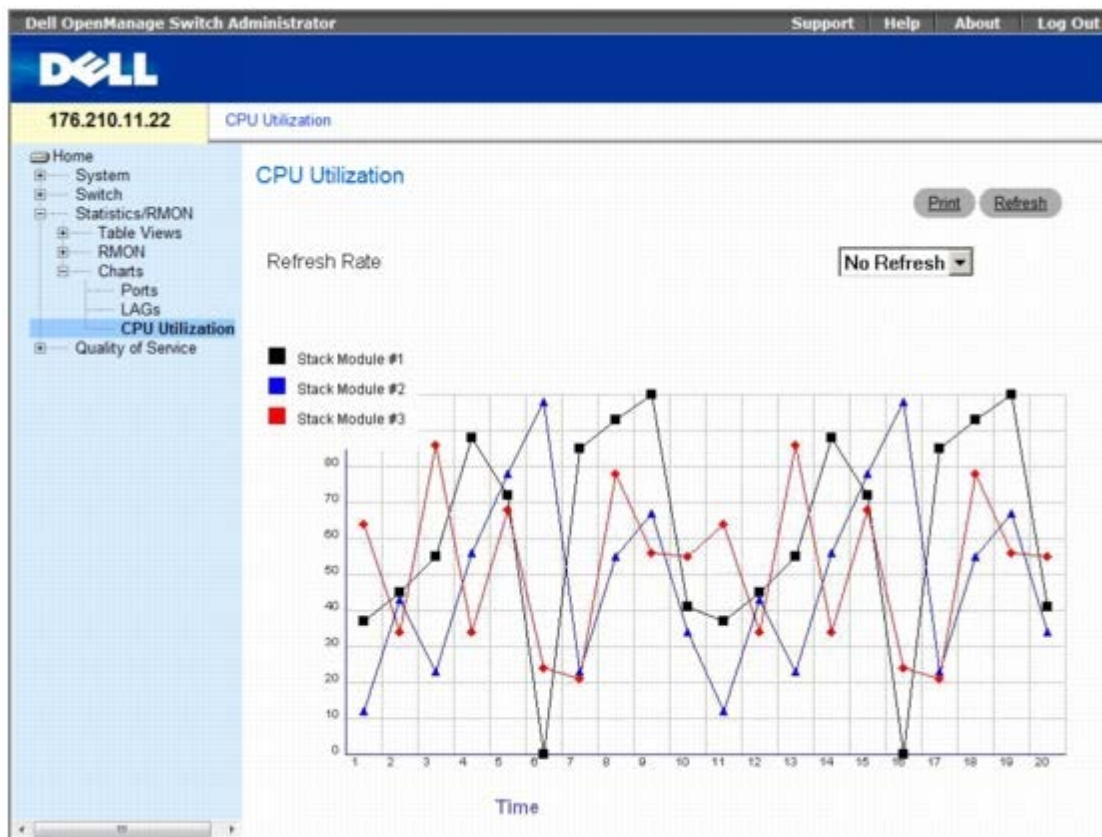 Dell OpenManage Switch Administrator
Support Help About Log Out
DELL
176.210.11.22
CPU Utilization
Home
System
Switch
Statistics/RMON
Table Views
RMON
Charts
Ports
LAGs
CPU Utilization
Quality of Service
CPU Utilization
Print Refresh
Refresh Rate
No Refresh
Stack Module #1
Stack Module #2
Stack Module #3
80
70
60
50
40
30
20
10
0
1 2 3 4 5 6 7 8 9 10 11 12 13 14 15 16 17 18 19 20
Time